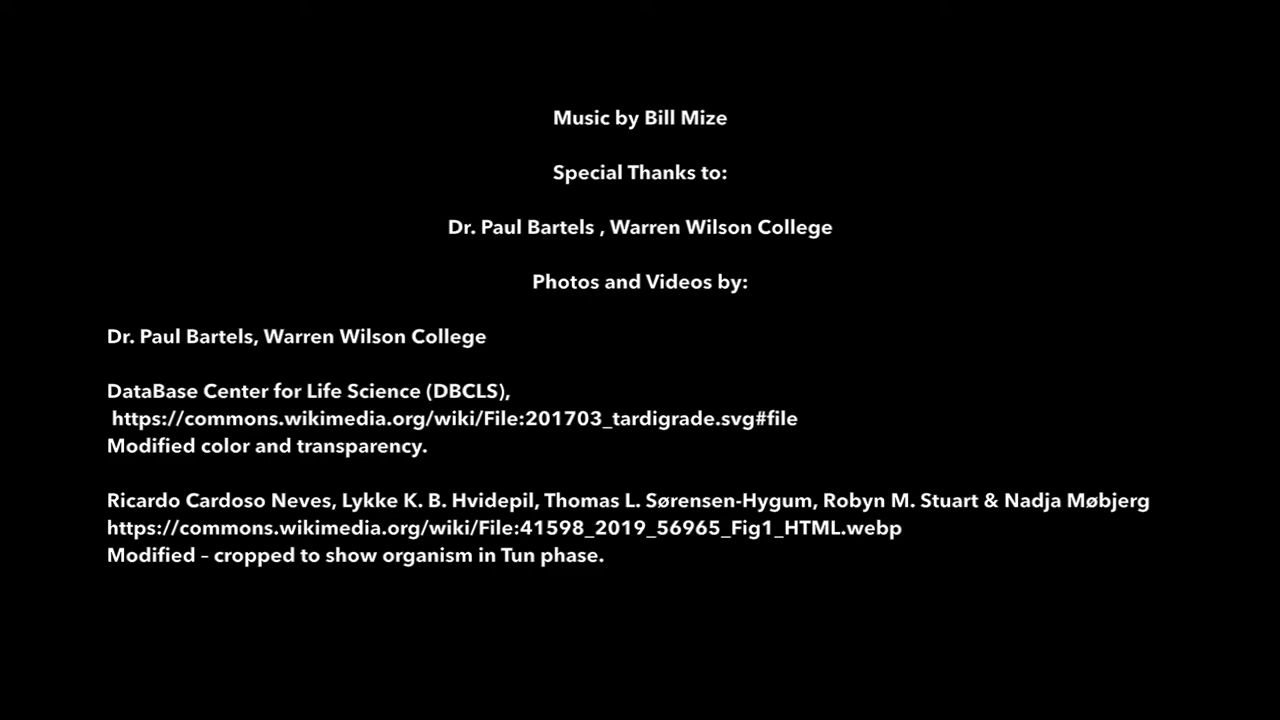 Music by Bill Mize
Special Thanks to:
Dr. Paul Bartels , Warren Wilson College
Photos and Videos by:
Dr. Paul Bartels, Warren Wilson College
DataBase Center for Life Science (DBCLS),
https://commons.wikimedia.org/wiki/File:201703_tardigrade.svg#file
Modified color and transparency.
Ricardo Cardoso Neves, Lykke K. B. Hvidepil, Thomas L. Sørensen-Hygum, Robyn M. Stuart & Nadja Møbjerg
https://commons.wikimedia.org/wiki/File:41598_2019_56965_Fig1_HTML.webp
Modified – cropped to show organism in Tun phase.